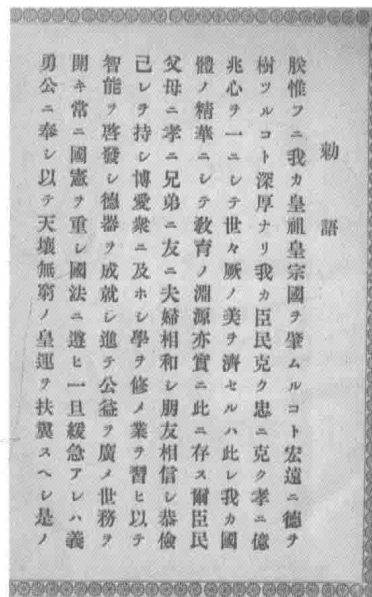 勅語
朕惟フニ我カ皇祖皇宗國ヲ肇ムルコト宏遠ニ德ヲ
樹ツルコト深厚ナリ我カ臣民克ク忠ニ克ク孝ニ億
兆心ヲ一ニシテ世々厥ノ美ヲ濟セルハ此レ我カ國
體ノ精華ニシテ敎育ノ淵源亦實ニ此ニ存ス爾臣民
父母ニ孝ニ兄弟ニ友ニ夫婦相和シ朋友相信シ恭儉
己レヲ持シ博愛衆ニ及ホシ學ヲ修メ業ヲ習ヒ以テ
智能ヲ啓發シ德器ヲ成就シ進テ公益ヲ廣メ世務ヲ
開キ常ニ國憲ヲ重シ國法ニ遵ヒ一旦緩急アレハ義
勇公ニ奉シ以テ天壤無窮ノ皇運ヲ扶翼スヘシ是ノ